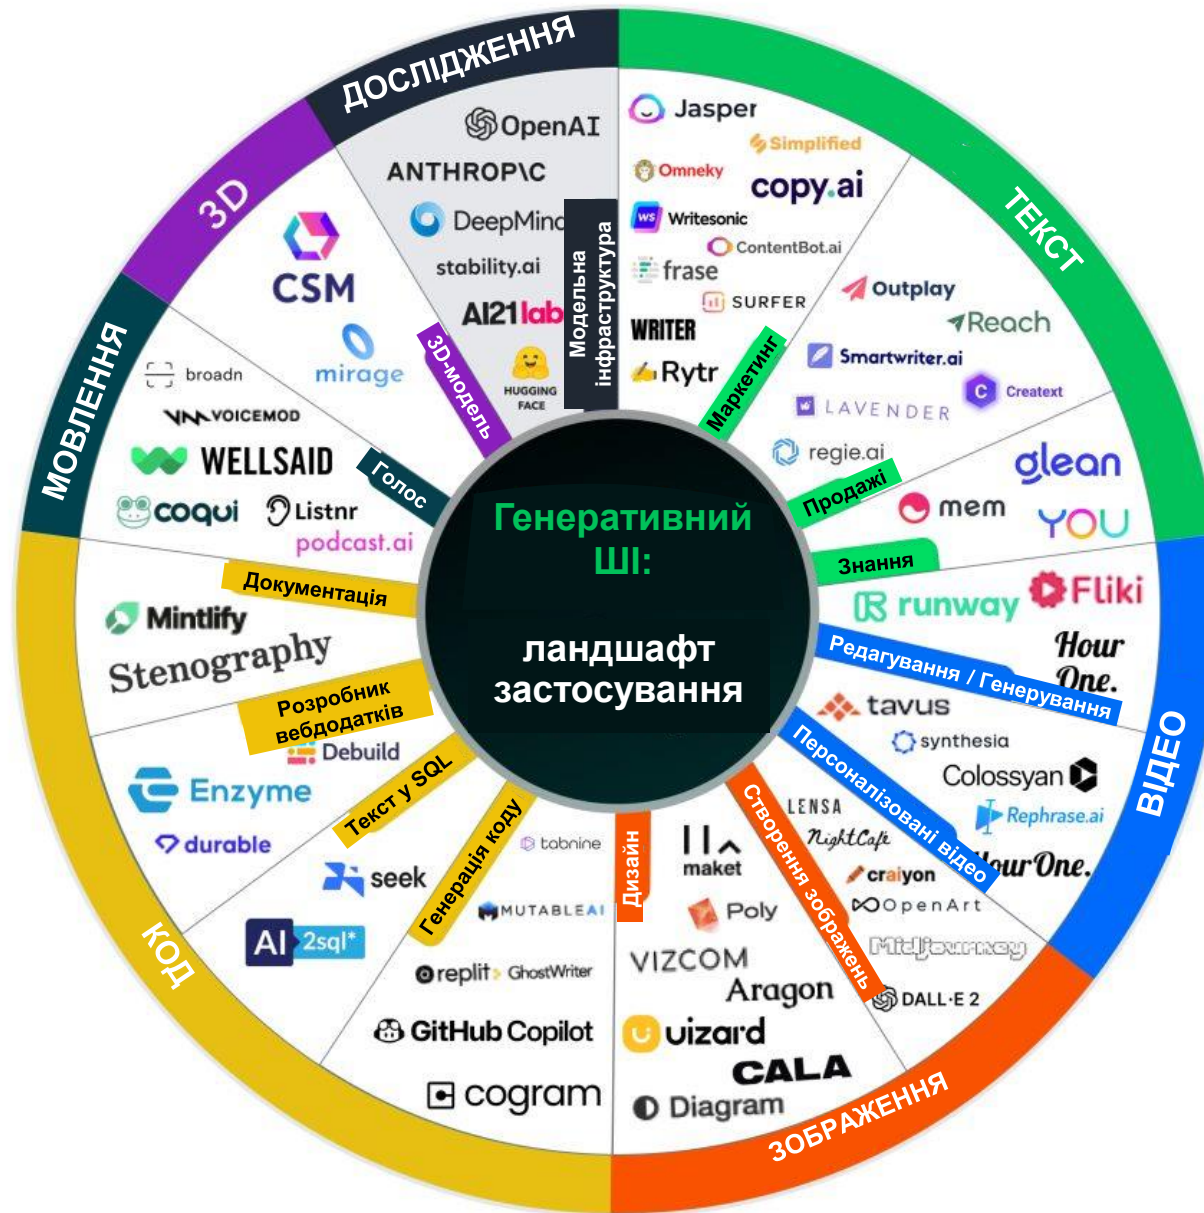 Генеративний
ШІ:
ландшафт
застосування
ДОСЛІДЖЕННЯ
OpenAI
ANTHROP\C
DeepMind
stability.ai
AI21lab
HUGGING
FACE
Модельна
інфраструктура
ТЕКСТ
Jasper
Simplified
Omneky
copy.ai
WS Writesonic
ContentBot.ai
frase
SURFER
WRITER
Rytr
Маркетинг
Outplay
Reach
Smartwriter.ai
C Creatext
LAVENDER
regie.ai
Продажі
glean
mem
YOU
Знання
ВІДЕО
runway
Fliki
Hour
One.
Редагування / Генерування
tavus
synthesia
Colossyan
Rephrase.ai
HourOne.
Персоналізовані відео
ЗОБРАЖЕННЯ
LENSA
NightCafé
craiyon
OpenArt
Midjourney
DALL·E 2
Створення зображень
maket
Poly
VIZCOM
Aragon
uizard
CALA
Diagram
Дизайн
КОД
tabnine
MUTABLEAI
replit GhostWriter
GitHub Copilot
cogram
Генерація коду
seek
AI 2sql*
Текст у SQL
Debuild
Enzyme
durable
Розробник
вебдодатків
Mintlify
Stenography
Документація
МОВЛЕННЯ
broadn
VOICEMOD
WELLSAID
coqui
Listnr
podcast.ai
Голос
3D
CSM
mirage
3D-модель